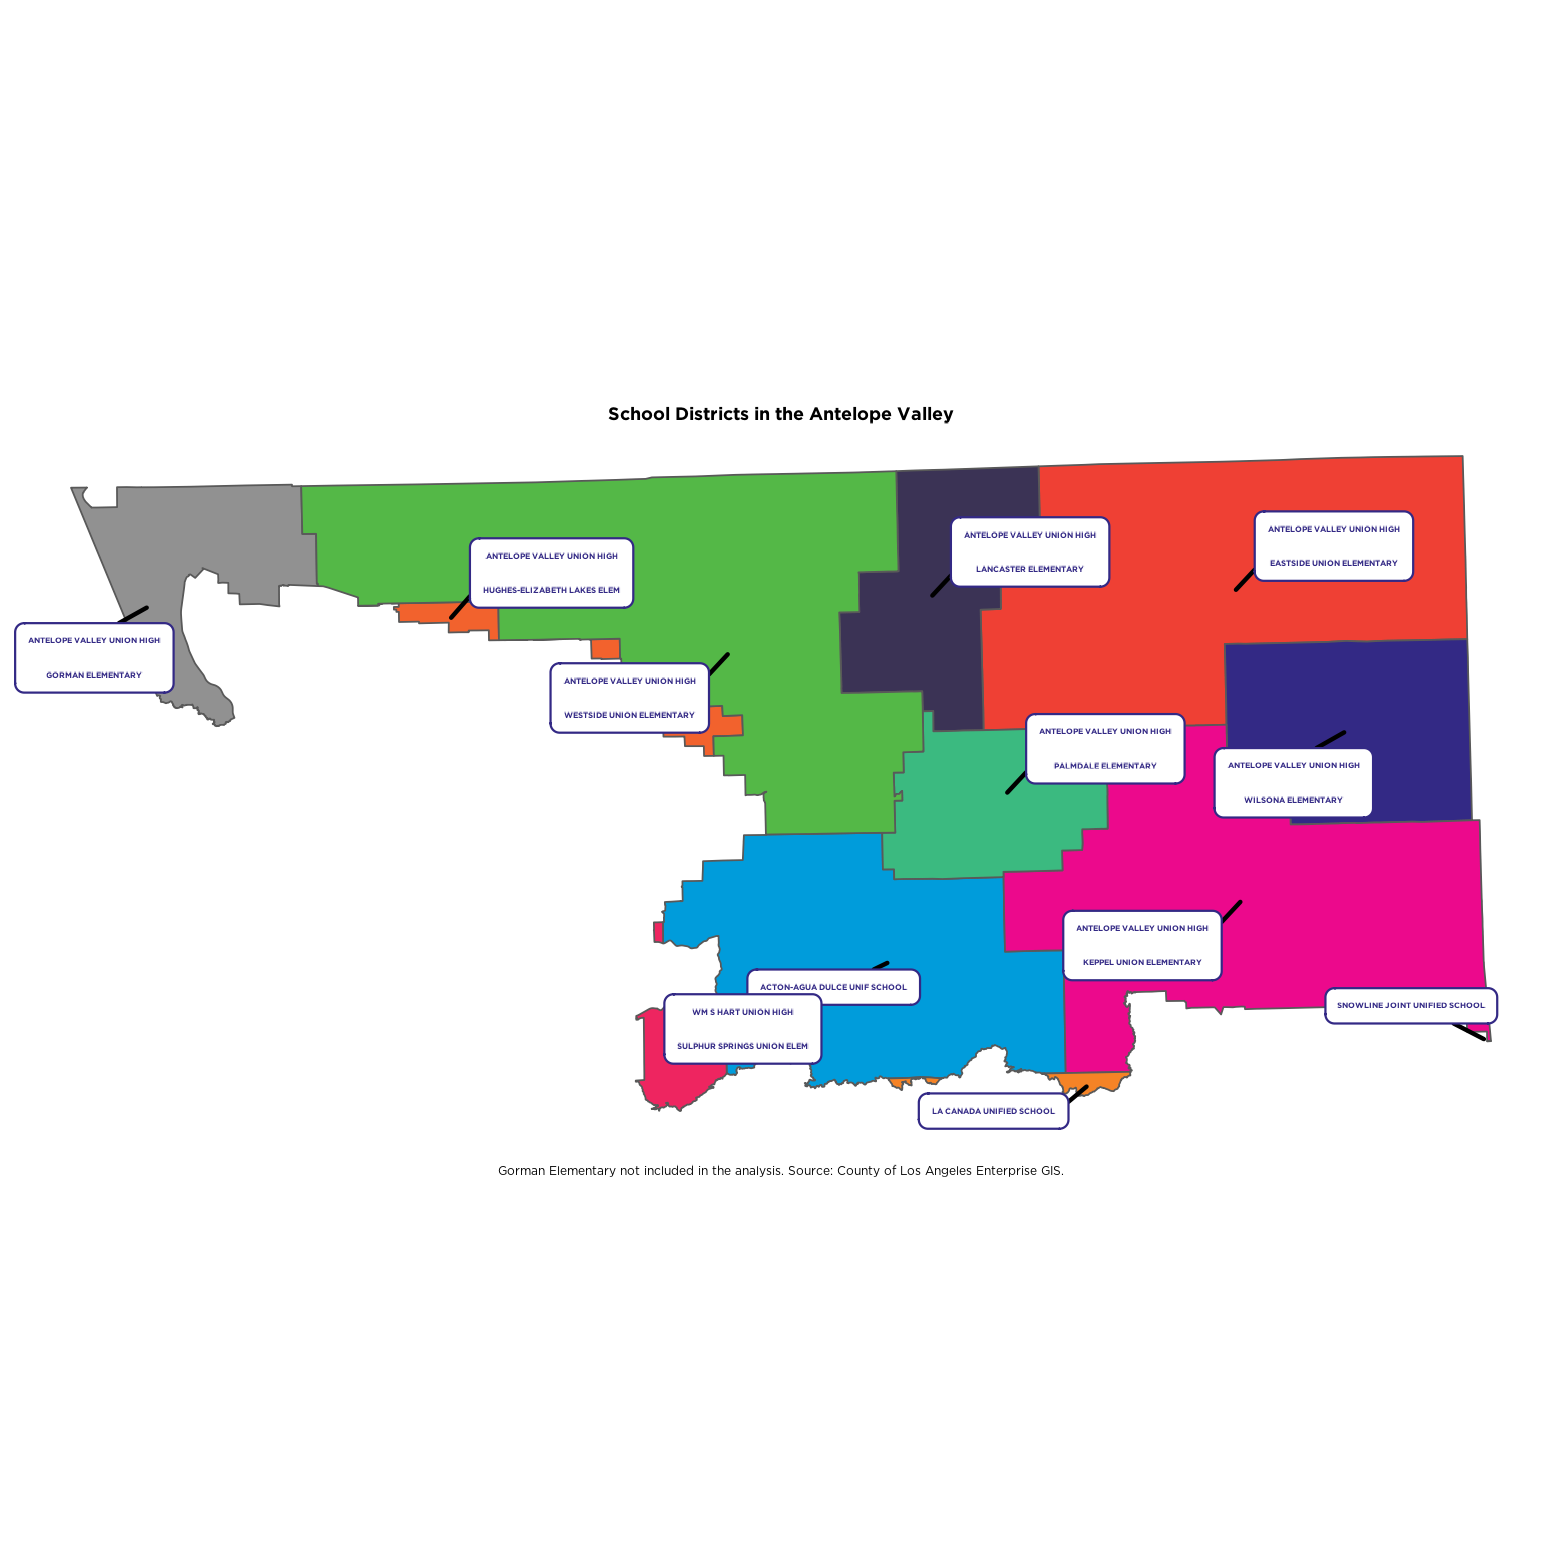 School Districts in the Antelope Valley
ANTELOPE VALLEY UNION HIGH
EASTSIDE UNION ELEMENTARY
ANTELOPE VALLEY UNION HIGH
LANCASTER ELEMENTARY
ANTELOPE VALLEY UNION HIGH
HUGHES-ELIZABETH LAKES ELEM
ANTELOPE VALLEY UNION HIGH
GORMAN ELEMENTARY
ANTELOPE VALLEY UNION HIGH
WESTSIDE UNION ELEMENTARY
ANTELOPE VALLEY UNION HIGH
PALMDALE ELEMENTARY
ANTELOPE VALLEY UNION HIGH
WILSONA ELEMENTARY
ANTELOPE VALLEY UNION HIGH
KEPPEL UNION ELEMENTARY
ACTON-AGUA DULCE UNIF SCHOOL
SNOWLINE JOINT UNIFIED SCHOOL
WM S HART UNION HIGH
SULPHUR SPRINGS UNION ELEM
LA CANADA UNIFIED SCHOOL
Gorman Elementary not included in the analysis. Source: County of Los Angeles Enterprise GIS.